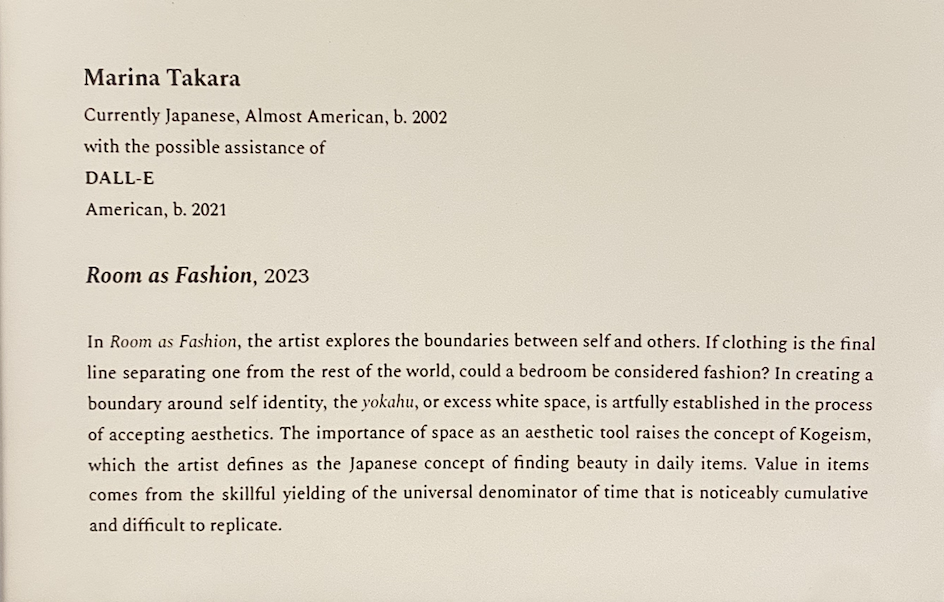 Marina Takara
Currently Japanese, Almost American, b. 2002
with the possible assistance of
DALL-E
American, b. 2021
Room as Fashion, 2023
In Room as Fashion, the artist explores the boundaries between self and others. If clothing is the final
line separating one from the rest of the world, could a bedroom be considered fashion? In creating a
boundary around self identity, the yokahu, or excess white space, is artfully established in the process
of accepting aesthetics. The importance of space as an aesthetic tool raises the concept of Kogeism,
which the artist defines as the Japanese concept of finding beauty in daily items. Value in items
comes from the skillful yielding of the universal denominator of time that is noticeably cumulative
and difficult to replicate.